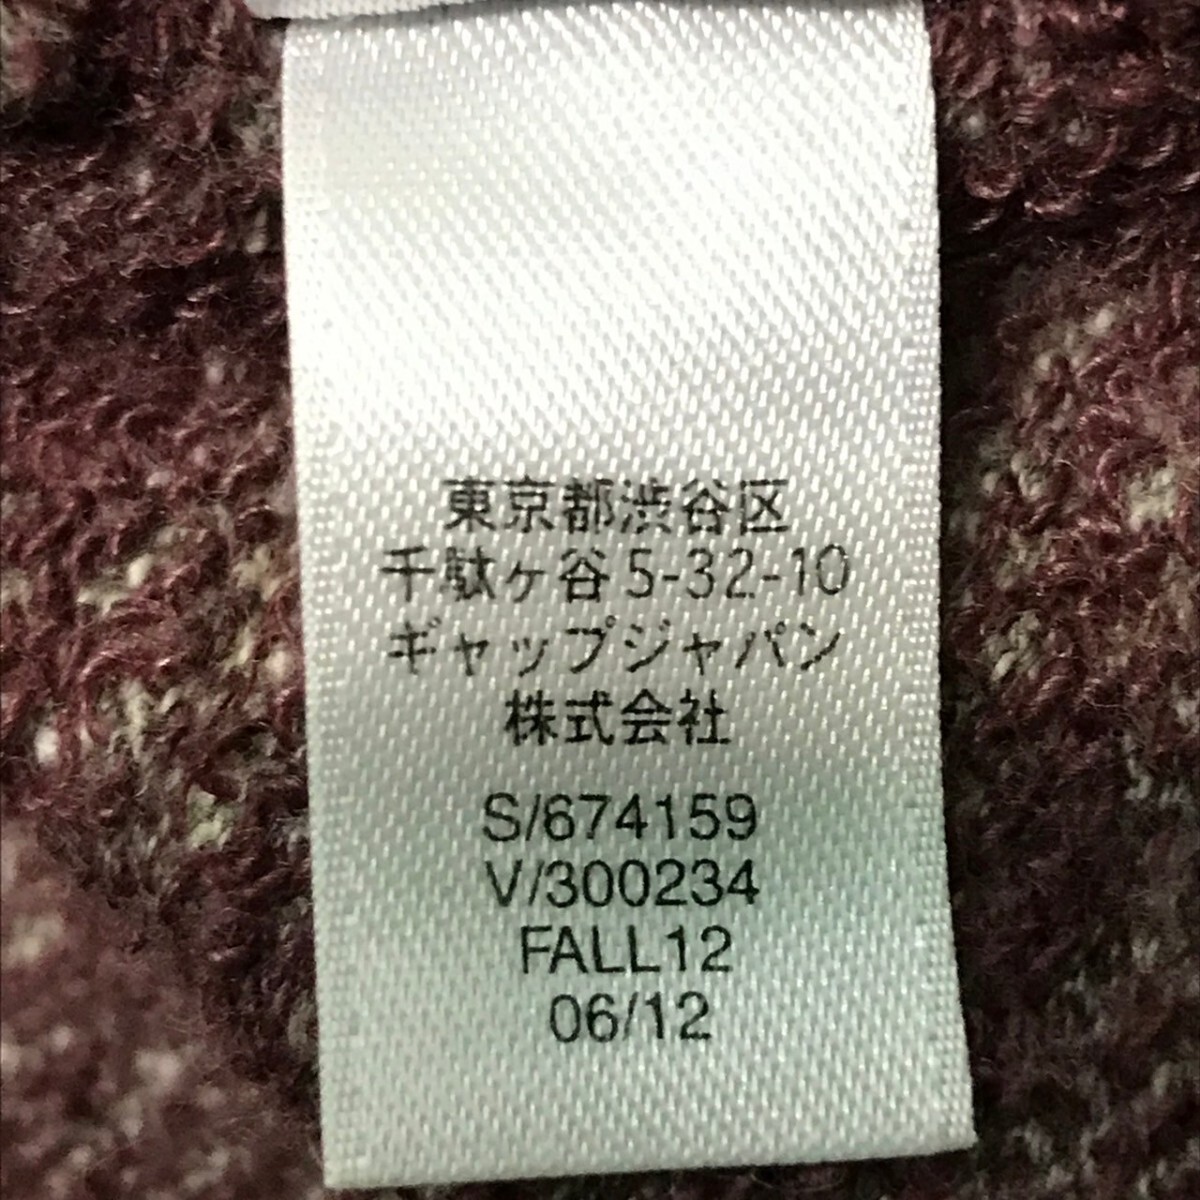 東京都渋谷区
千駄ヶ谷5-32-10
ギャップジャパン
株式会社
S/674159
V/300234
FALL12
06/12